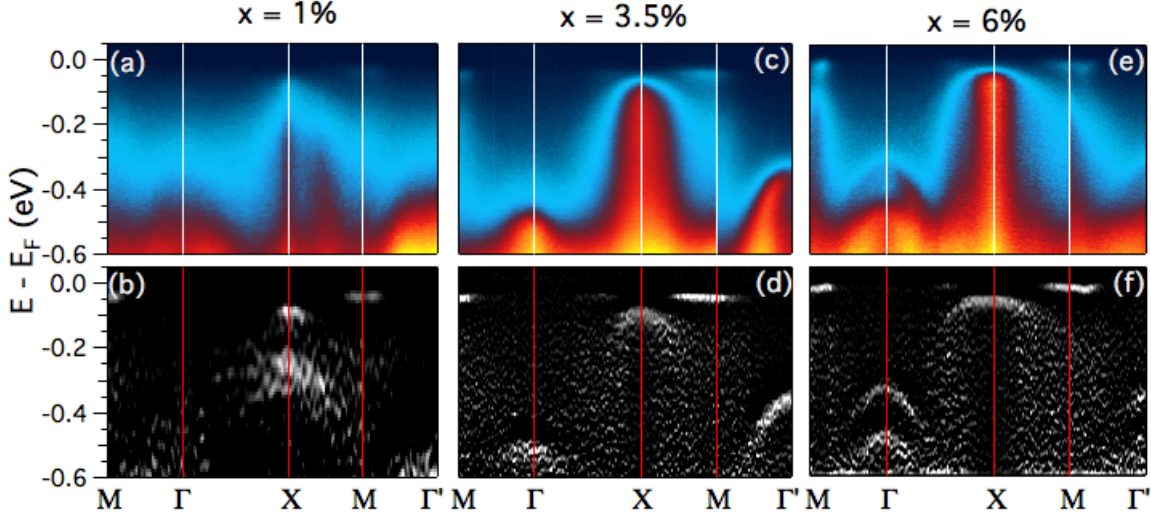 x = 1% x = 3.5% x = 6%
(a) (c) (e)
0.0
-0.2
-0.4
-0.6
E - E_F (eV)
(b) (d) (f)
0.0
-0.2
-0.4
-0.6
M Γ X M Γ X M Γ' M Γ X M Γ'